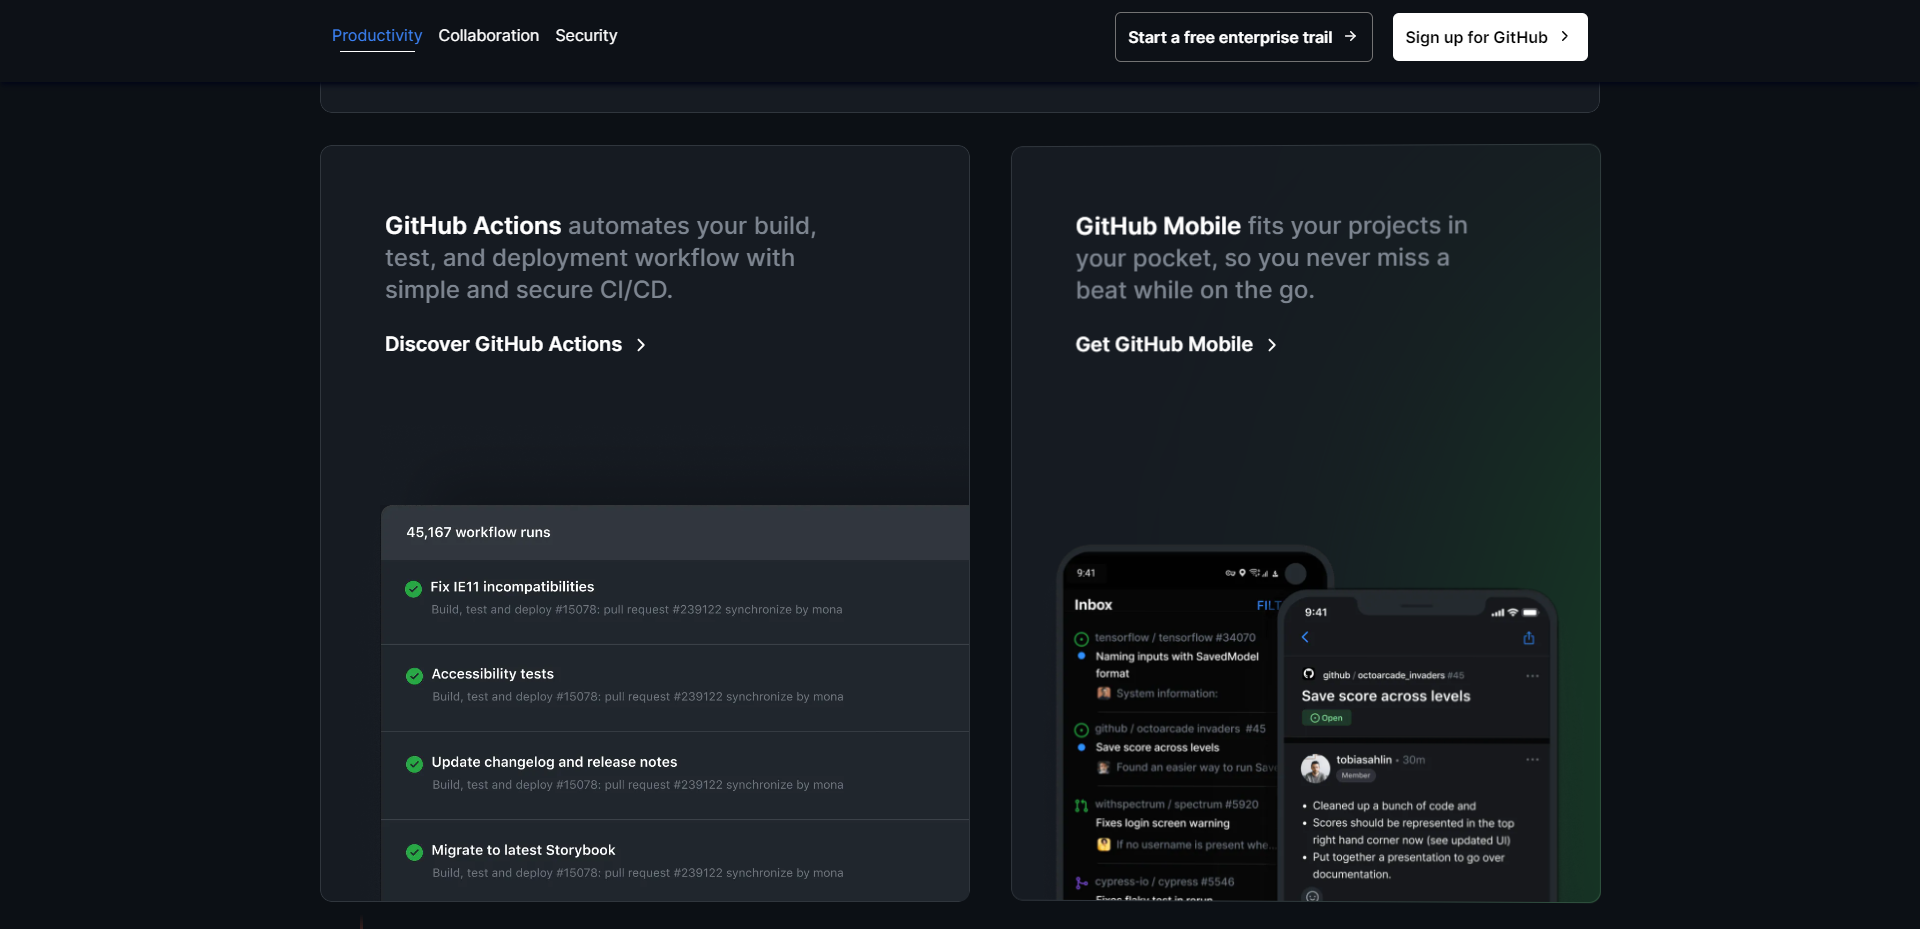 Productivity Collaboration Security
Start a free enterprise trail
Sign up for GitHub
GitHub Actions automates your build,
test, and deployment workflow with
simple and secure CI/CD.
Discover GitHub Actions
45,167 workflow runs
Fix IE11 incompatibilities
Build, test and deploy #15078: pull request #239122 synchronize by mona
Accessibility tests
Build, test and deploy #15078: pull request #239122 synchronize by mona
Update changelog and release notes
Build, test and deploy #15078: pull request #239122 synchronize by mona
Migrate to latest Storybook
Build, test and deploy #15078: pull request #239122 synchronize by mona
GitHub Mobile fits your projects in
your pocket, so you never miss a
beat while on the go.
Get GitHub Mobile
9:41
Inbox
FILT
tensorflow / tensorflow #34070
Naming inputs with SavedModel
format
System information:
github / octoarcade invaders #45
Save score across levels
Found an easier way to run Save
withspectrum / spectrum #5920
Fixes login screen warning
If no username is present whe...
cypress-io / cypress #5546
Fixes flaky test in rerun
9:41
github / octoarcade_invaders #45
Save score across levels
Open
tobiasahlin • 30m
Member
• Cleaned up a bunch of code and
• Scores should be represented in the top
right hand corner now (see updated UI)
• Put together a presentation to go over
documentation.